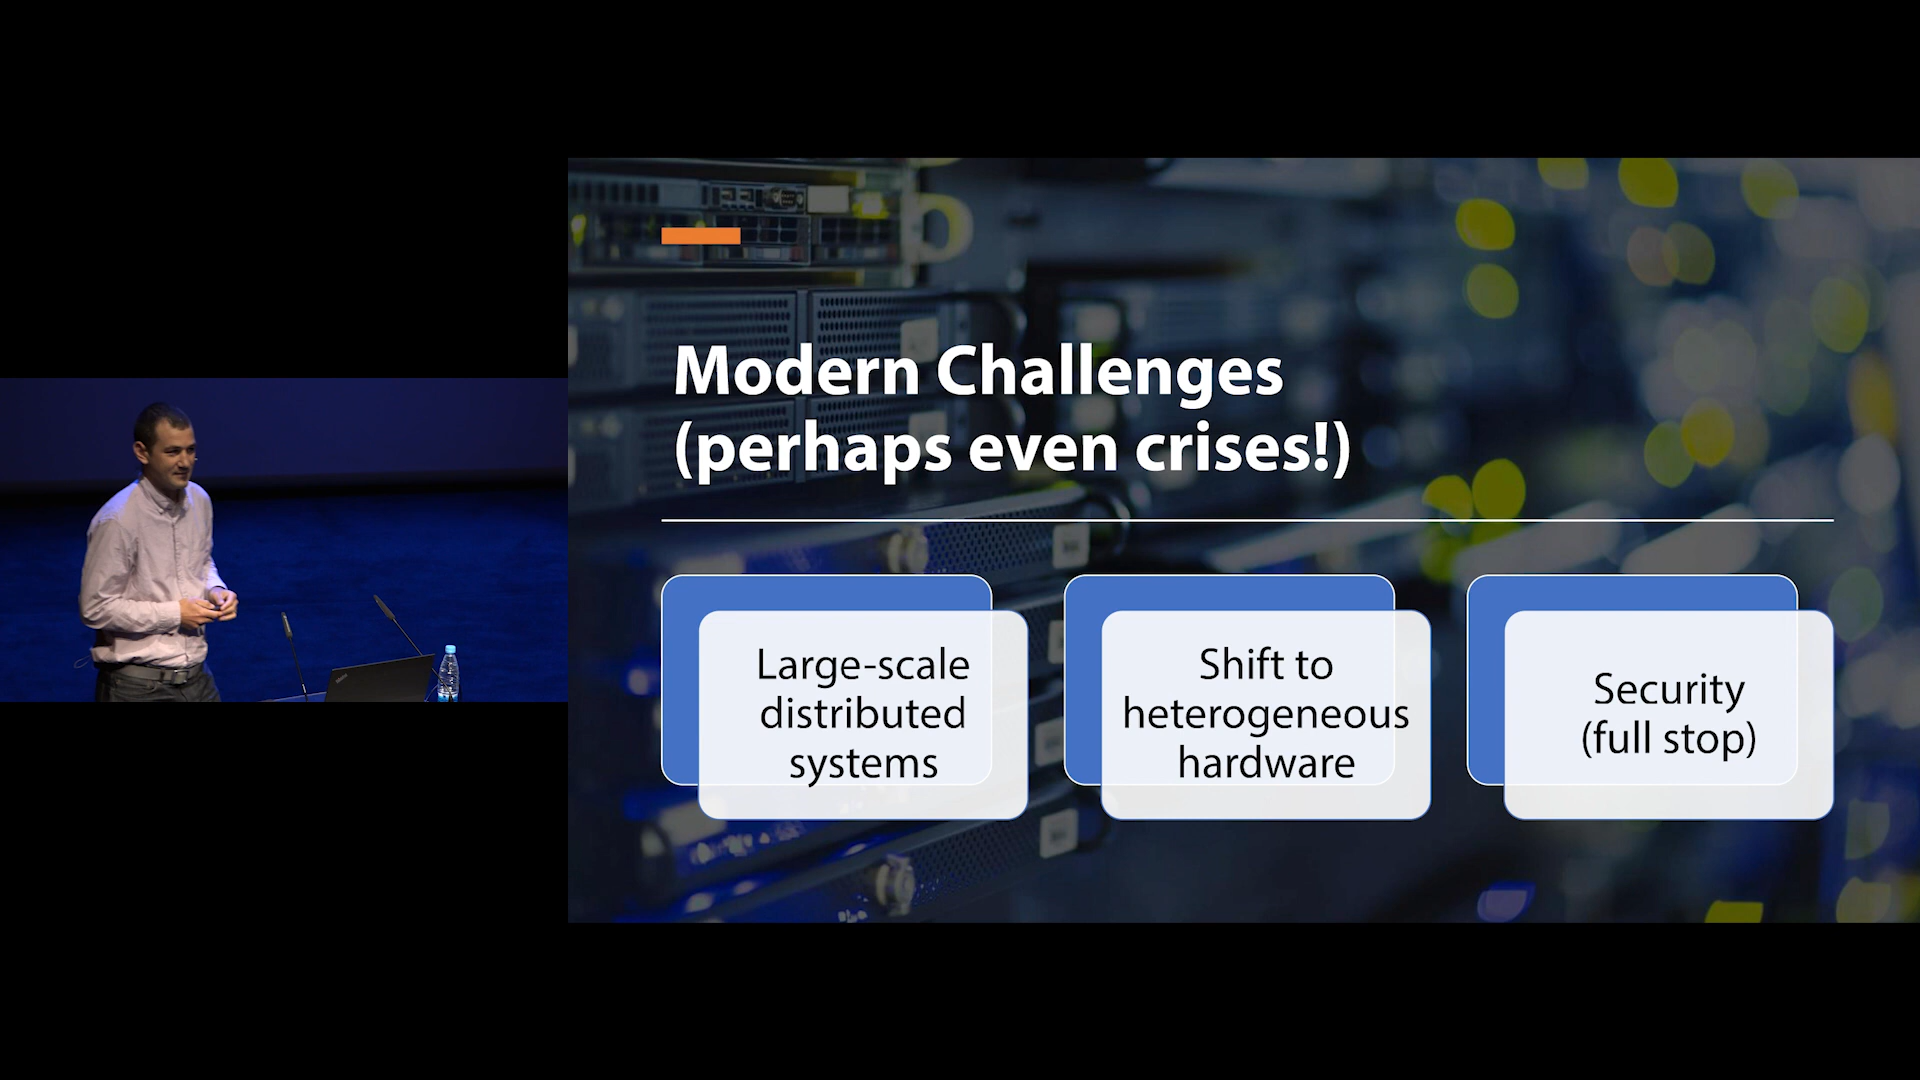 Modern Challenges
(perhaps even crises!)
Large-scale
distributed
systems
Shift to
heterogeneous
hardware
Security
(full stop)